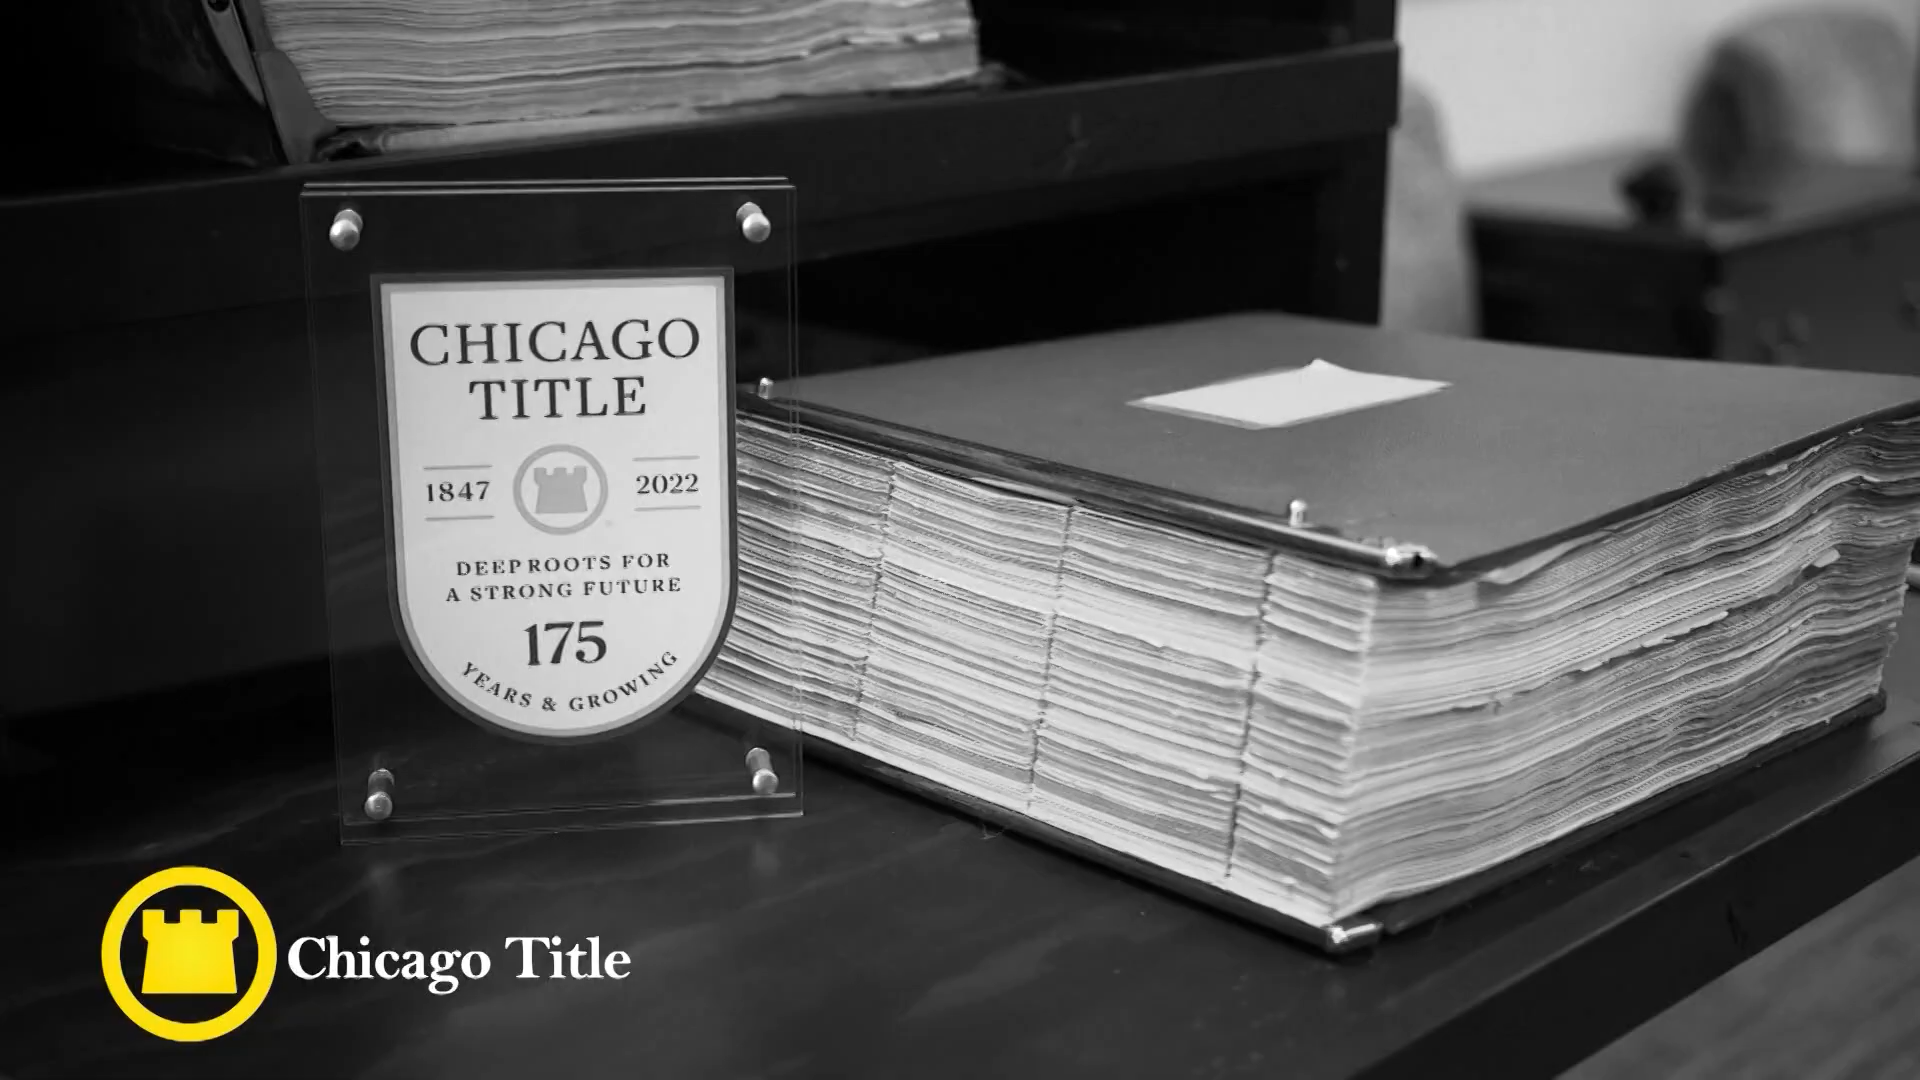 CHICAGO
TITLE
1847 2022
DEEP ROOTS FOR
A STRONG FUTURE
175
YEARS & GROWING
Chicago Title